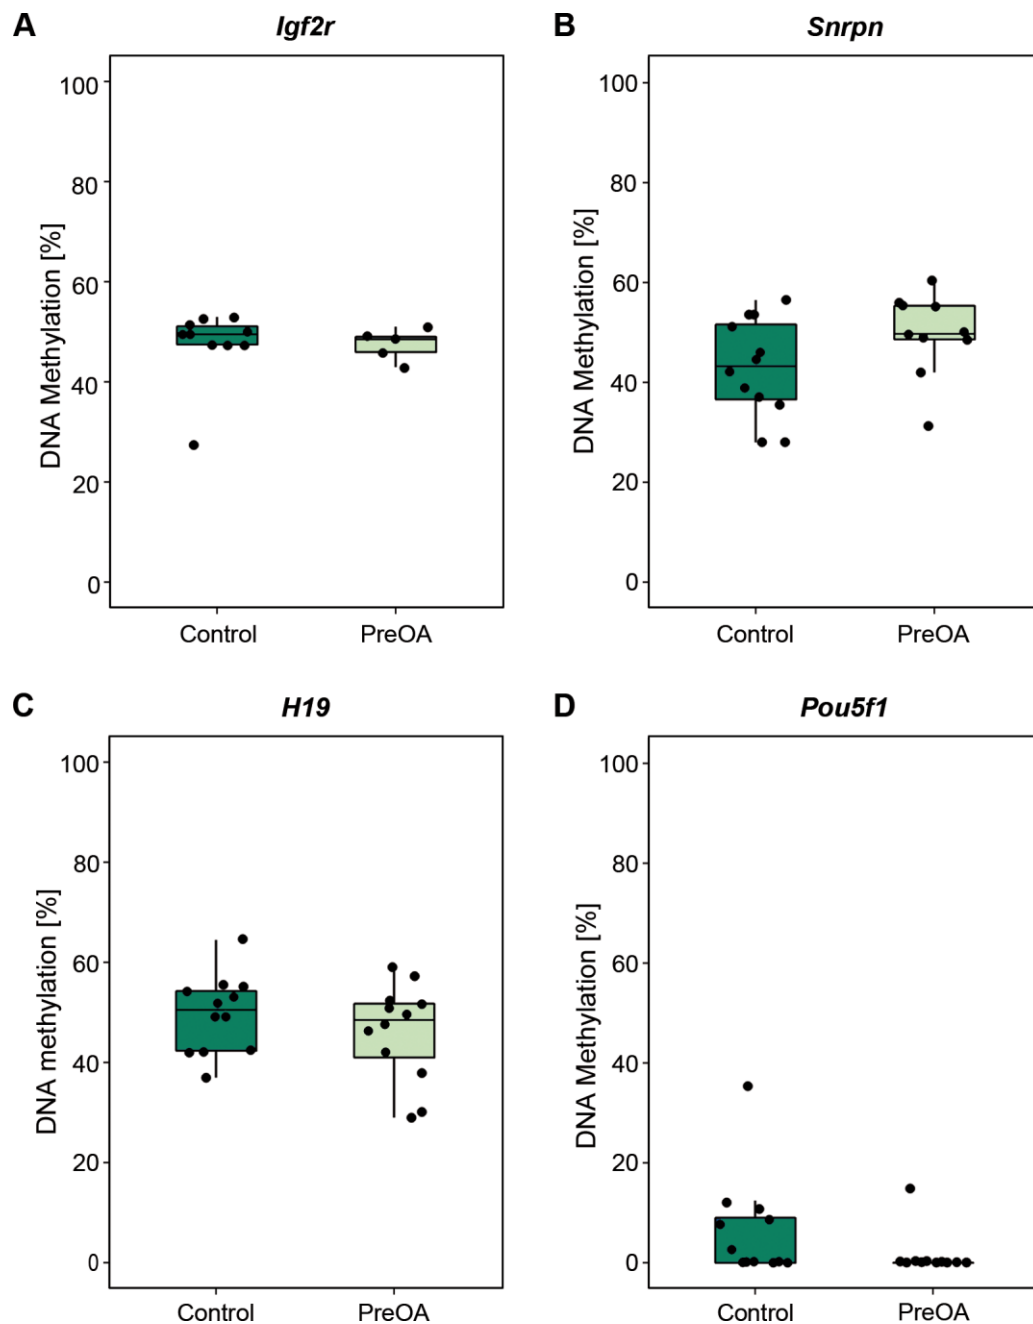 A
Igf2r
DNA Methylation [%]
100
80
60
40
20
0
Control
PreOA
B
Snrpn
DNA Methylation [%]
100
80
60
40
20
0
Control
PreOA
C
H19
DNA methylation [%]
100
80
60
40
20
0
Control
PreOA
D
Pou5f1
DNA Methylation [%]
100
80
60
40
20
0
Control
PreOA